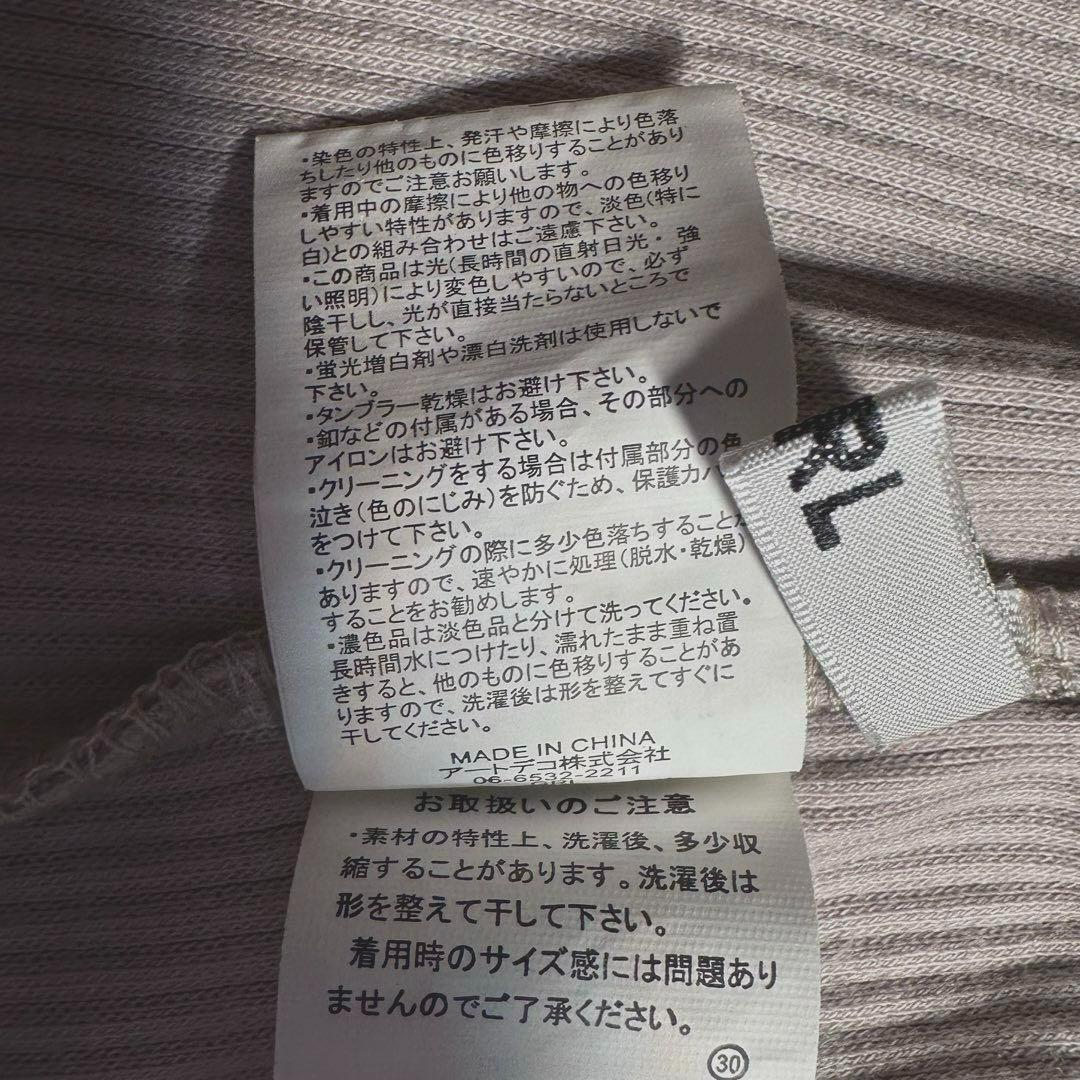 ・染色の特性上、発汗や摩擦により色落
ちしたり他のものに色移りすることがあり
ますのでご注意お願いします。
・着用中の摩擦により他の物への色移り
しやすい特性がありますので、淡色(特に
白)との組み合わせはご遠慮下さい。
・この商品は光(長時間の直射日光・強
い照明)により変色しやすいので、必ず
陰干しし、光が直接当たらないところで
保管して下さい。
・蛍光増白剤や漂白洗剤は使用しないで
下さい。
・タンブラー乾燥はお避け下さい。
・釦などの付属がある場合、その部分への
アイロンはお避け下さい。
・クリーニングをする場合は付属部分の色
泣き(色のにじみ)を防ぐため、保護カバ
をつけて下さい。
・クリーニングの際に多少色落ちすること
ありますので、速やかに処理(脱水・乾燥)
することをお勧めします。
・濃色品は淡色品と分けて洗ってください。
長時間水につけたり、濡れたまま重ね置
きすると、他のものに色移りすることがあ
りますので、洗濯後は形を整えてすぐに
干してください。
MADE IN CHINA
アートデコ株式会社
06-6532-2211
RL
お取扱いのご注意
・素材の特性上、洗濯後、多少収
縮することがあります。洗濯後は
形を整えて干して下さい。
着用時のサイズ感には問題あり
ませんのでご了承ください。
30